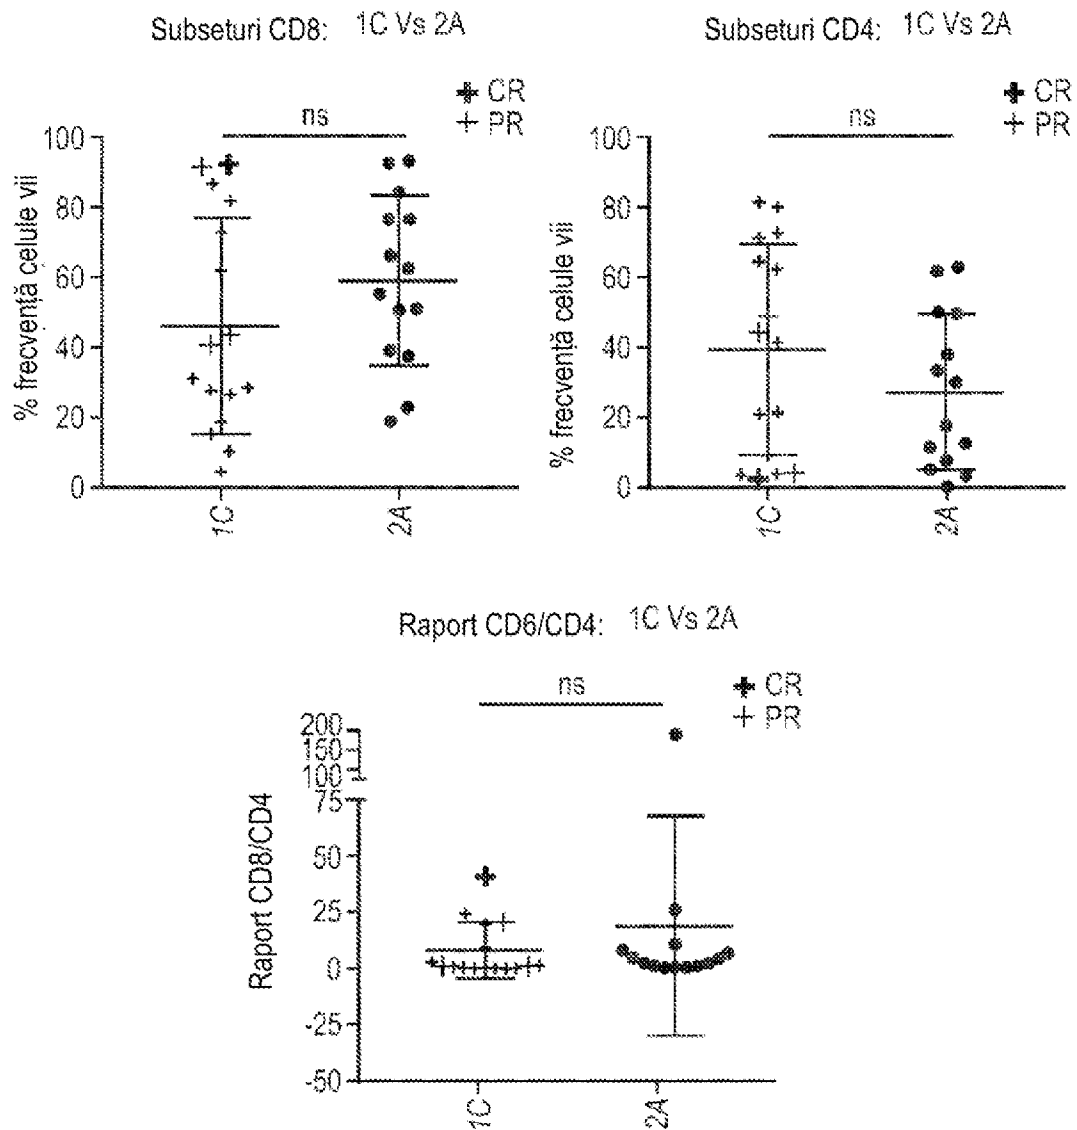 Subseturi CD8: 1C Vs 2A
+ CR
+ PR
ns
% frecvență celule vii
100
80
60
40
20
0
1C
2A
Subseturi CD4: 1C Vs 2A
+ CR
+ PR
ns
% frecvență celule vii
100
80
60
40
20
0
1C
2A
Raport CD6/CD4: 1C Vs 2A
+ CR
+ PR
ns
Raport CD8/CD4
200
150
100
75
50
25
0
-25
-50
1C
2A